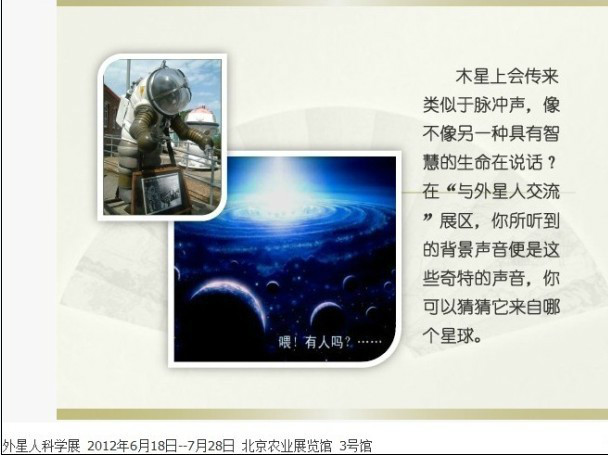 木星上会传来
类似于脉冲声，像
不像另一种具有智
慧的生命在说话？
在“与外星人交流
”展区，你所听到
的背景声音便是这
些奇特的声音，你
可以猜猜它来自哪
个星球。
喂！有人吗？……
外星人科学展 2012年6月18日--7月28日 北京农业展览馆 3号馆